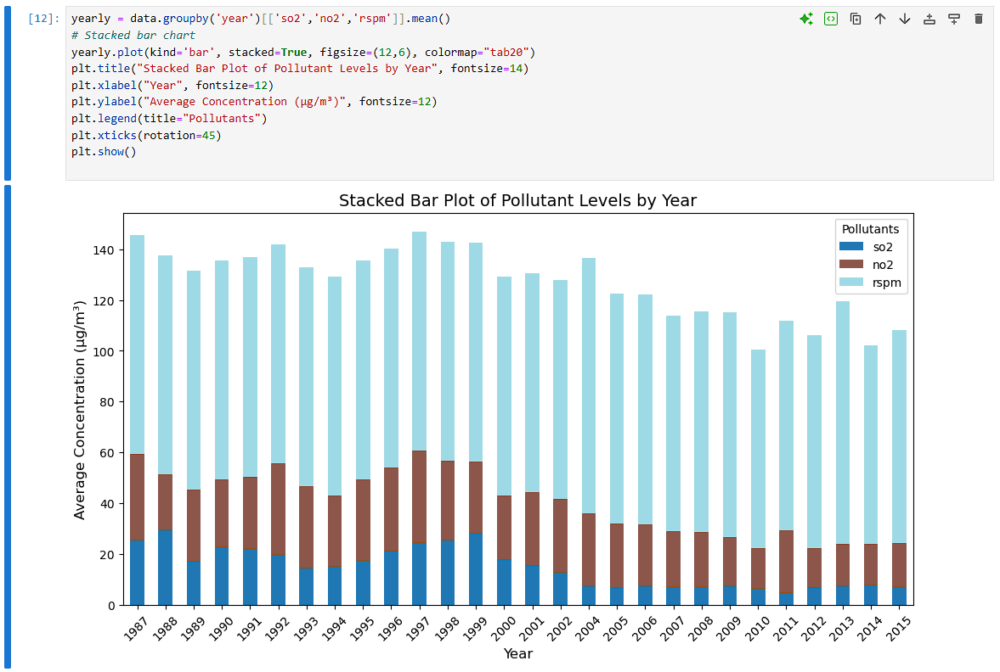 [12]: yearly = data.groupby('year')[['so2','no2','rspm']].mean()
# Stacked bar chart
yearly.plot(kind='bar', stacked=True, figsize=(12,6), colormap="tab20")
plt.title("Stacked Bar Plot of Pollutant Levels by Year", fontsize=14)
plt.xlabel("Year", fontsize=12)
plt.ylabel("Average Concentration (µg/m³)", fontsize=12)
plt.legend(title="Pollutants")
plt.xticks(rotation=45)
plt.show()
Stacked Bar Plot of Pollutant Levels by Year
Pollutants
so2
no2
rspm
Average Concentration (µg/m³)
140
120
100
80
60
40
20
0
1987 1988 1989 1990 1991 1992 1993 1994 1995 1996 1997 1998 1999 2000 2001 2002 2004 2005 2006 2007 2008 2009 2010 2011 2012 2013 2014 2015
Year